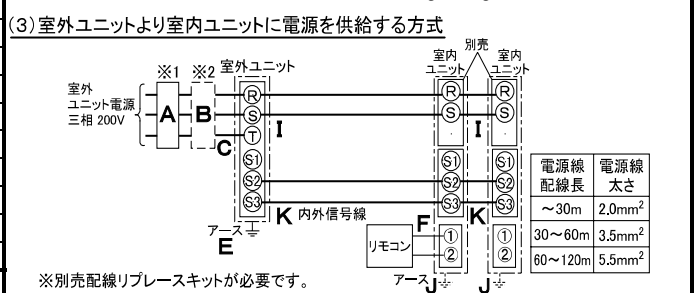 (3)室外ユニットより室内ユニットに電源を供給する方式
※1 ※2 室外ユニット
別売
室内
ユニット
室内
ユニット
室外
ユニット電源
三相 200V
A B C
R
S
T
S1
S2
S3
I
R
S
S1
S2
S3
I
R
S
S1
S2
S3
K 内外信号線
F
K
アース
E
リモコン
①
②
①
②
アース J
J
※別売配線リプレースキットが必要です。
電源線
配線長
電源線
太さ
~30m 2.0mm²
30~60m 3.5mm²
60~120m 5.5mm²